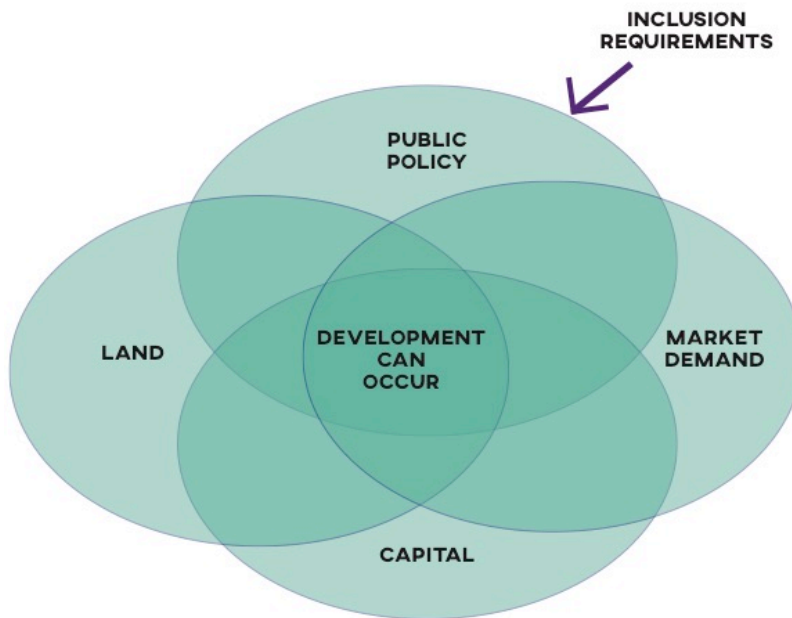 INCLUSION
REQUIREMENTS
PUBLIC
POLICY
LAND
DEVELOPMENT
CAN
OCCUR
MARKET
DEMAND
CAPITAL